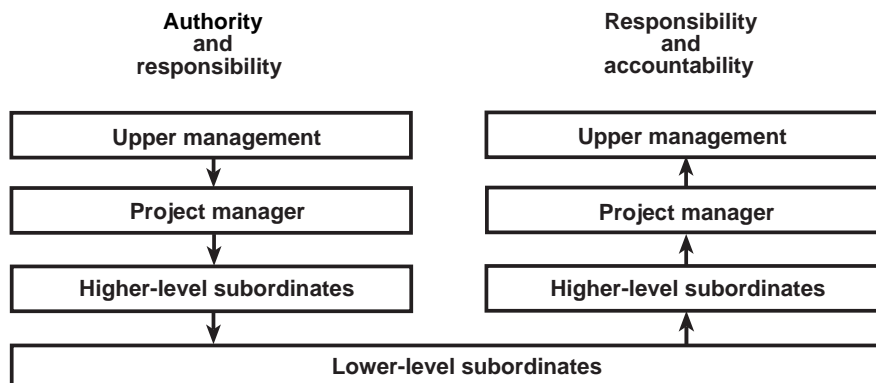 Authority
and
responsibility
Responsibility
and
accountability
Upper management
Upper management
Project manager
Project manager
Higher-level subordinates
Higher-level subordinates
Lower-level subordinates